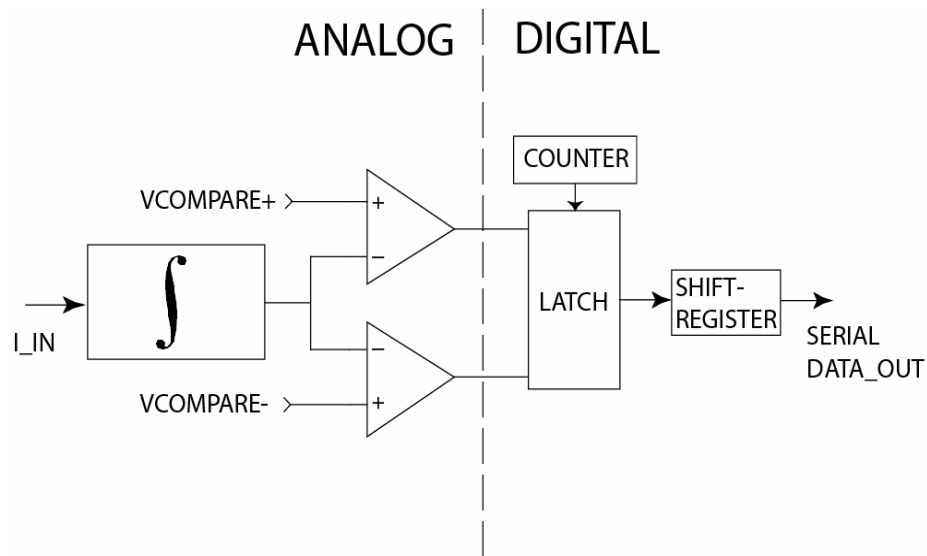 ANALOG
DIGITAL
COUNTER
VCOMPARE+
+
−
∫
I_IN
LATCH
SHIFT-
REGISTER
SERIAL
DATA_OUT
−
+
VCOMPARE-